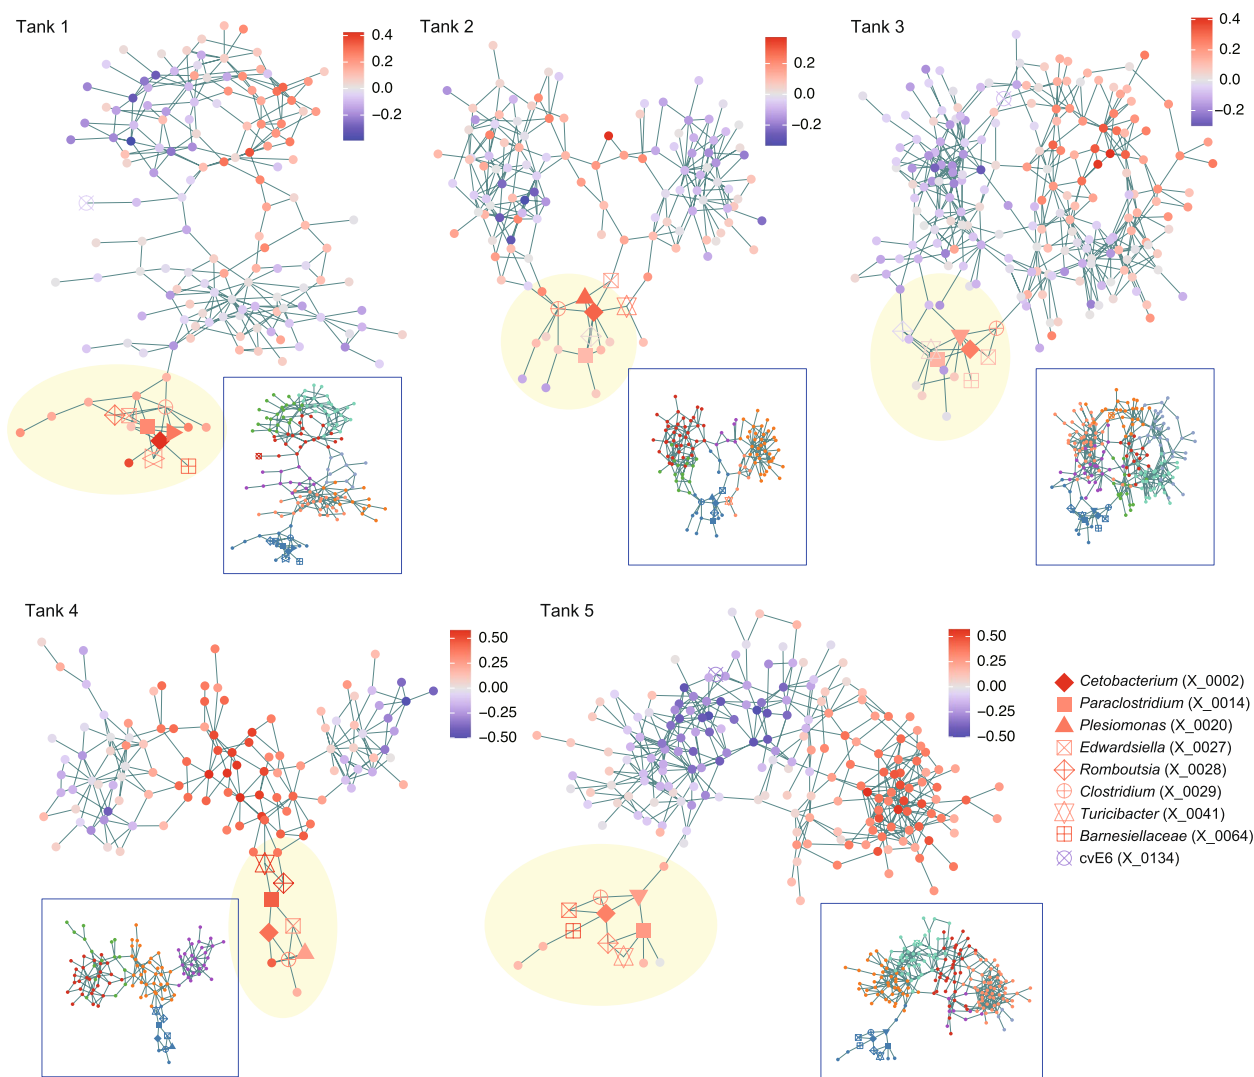 Tank 1
0.4
0.2
0.0
−0.2
Tank 2
0.2
0.0
−0.2
Tank 3
0.4
0.2
0.0
−0.2
Tank 4
0.50
0.25
0.00
−0.25
−0.50
Tank 5
0.50
0.25
0.00
−0.25
−0.50
Cetobacterium (X_0002)
Paraclostridium (X_0014)
Plesiomonas (X_0020)
Edwardsiella (X_0027)
Romboutsia (X_0028)
Clostridium (X_0029)
Turicibacter (X_0041)
Barnesiellaceae (X_0064)
cvE6 (X_0134)